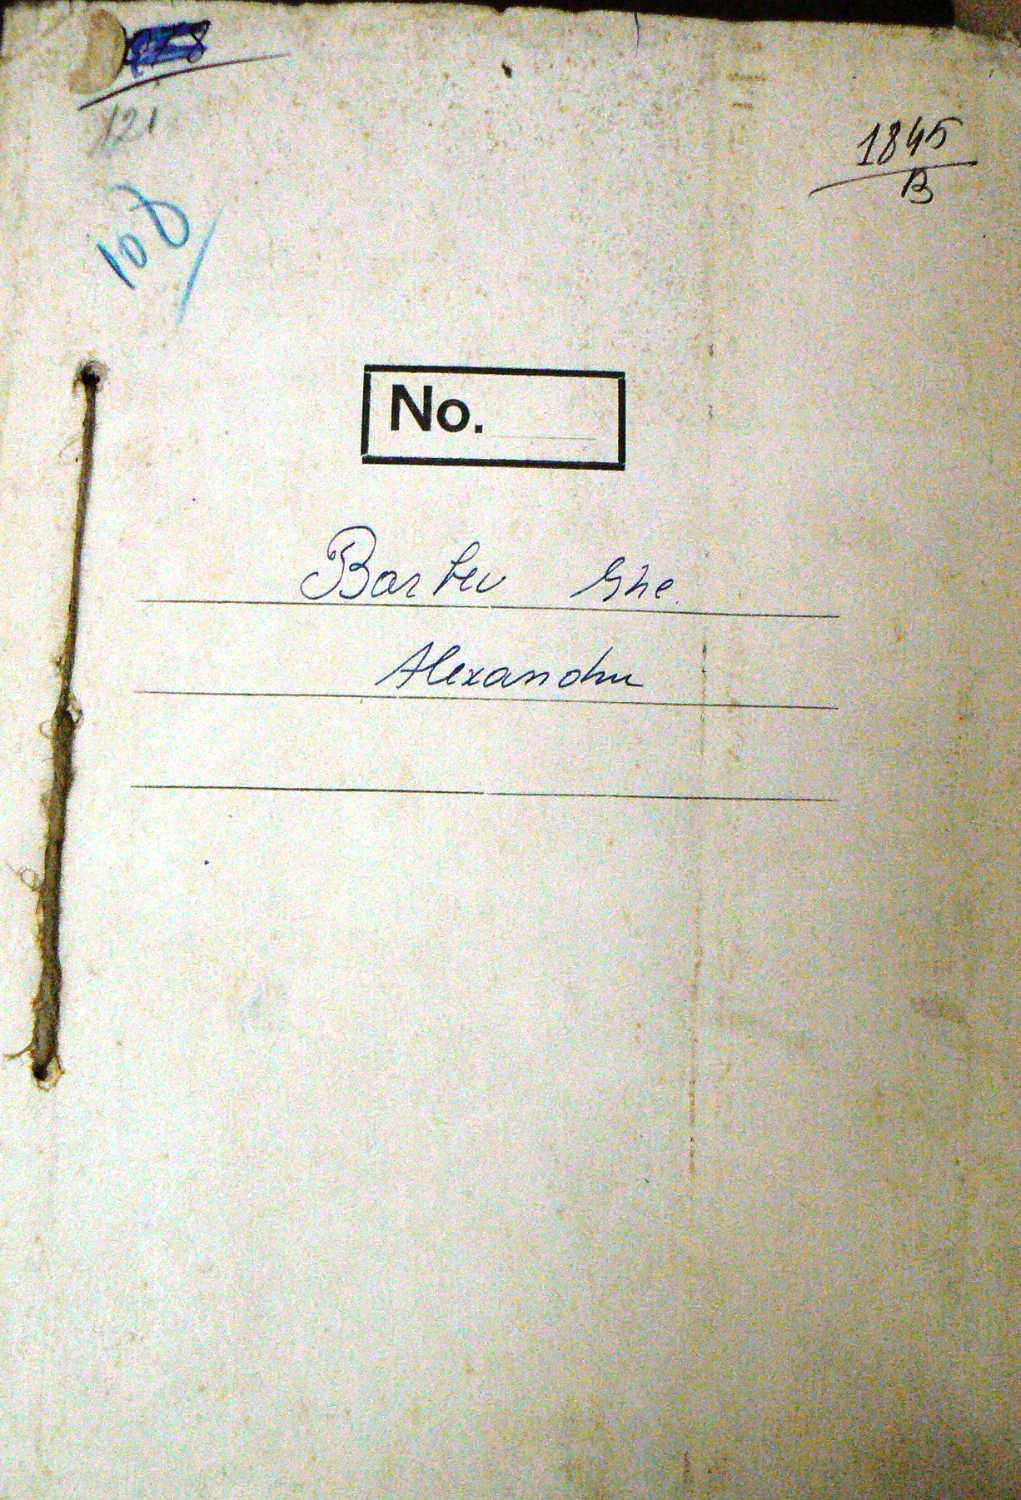 121
1845
B
108/
No.
Barbu Ghe.
Alexandru